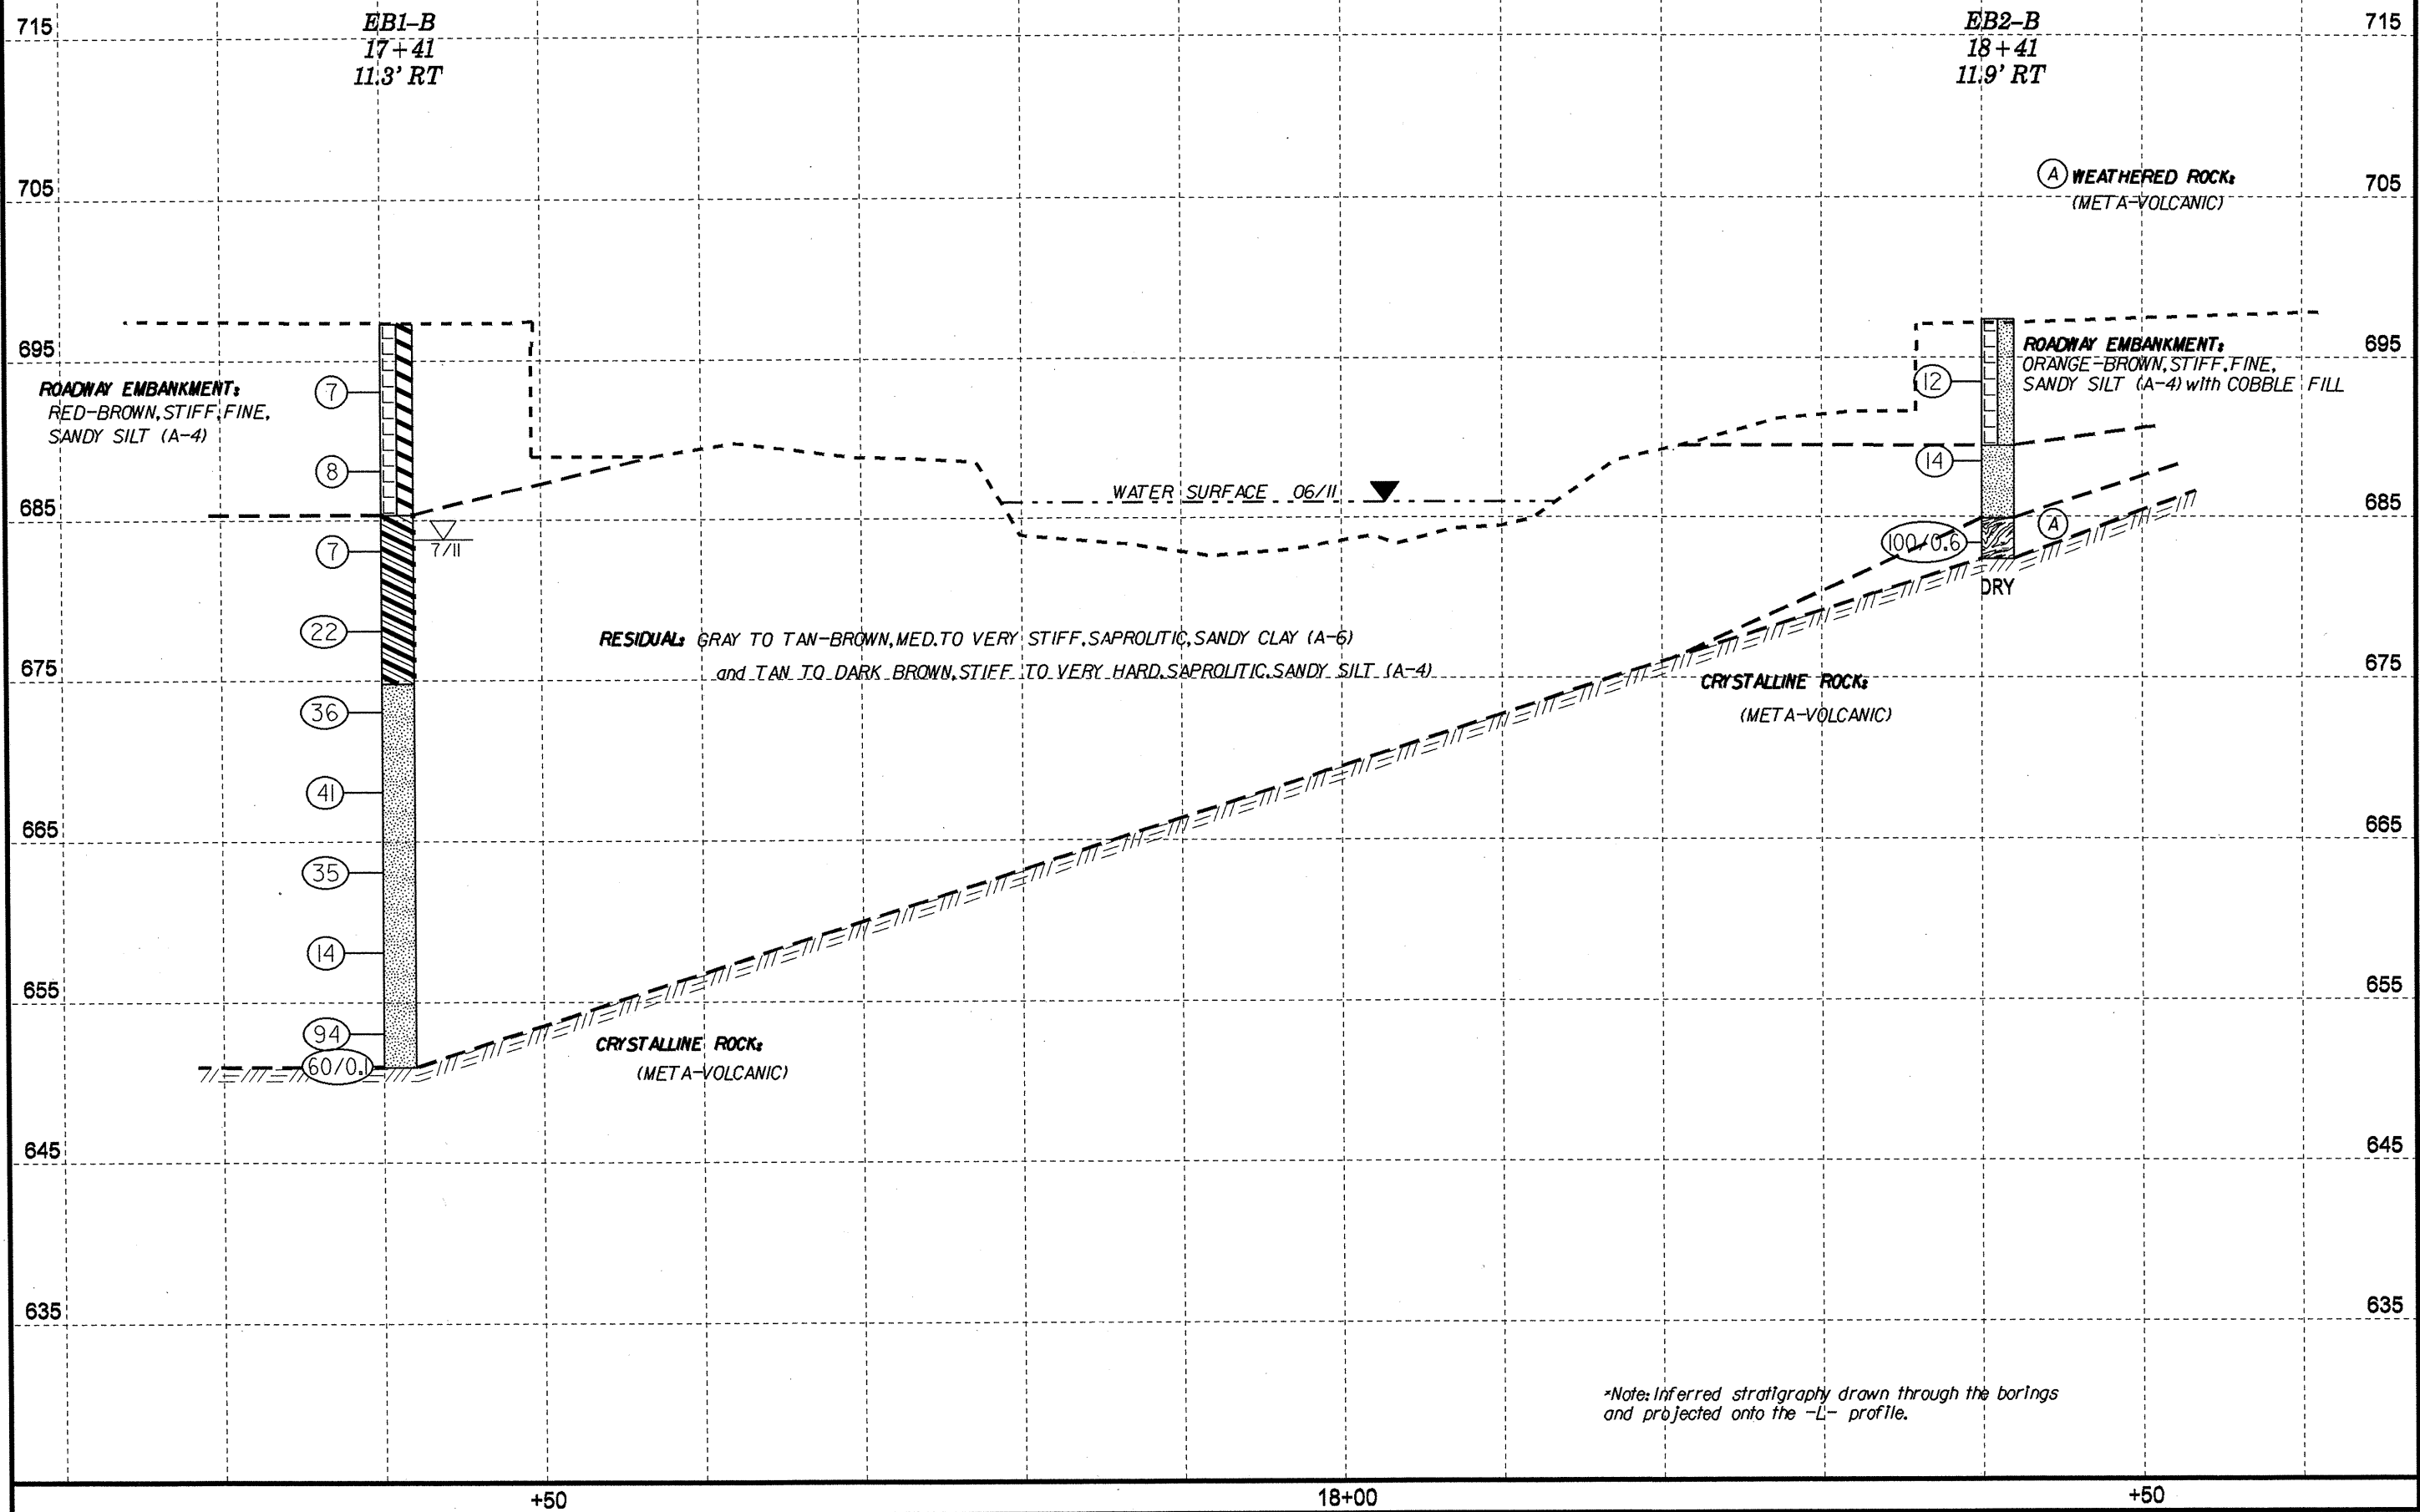 715
EB1-B
17+41
11.3' RT
EB2-B
18+41
11.9' RT
715
705
Ⓐ WEATHERED ROCK:
(META-VOLCANIC)
705
695
ROADWAY EMBANKMENT:
RED-BROWN, STIFF, FINE,
SANDY SILT (A-4)
7
8
12
ROADWAY EMBANKMENT:
ORANGE-BROWN, STIFF, FINE,
SANDY SILT (A-4) with COBBLE FILL
695
14
WATER SURFACE 06/11
685
7/11
7
100/0.6
A
DRY
685
22
RESIDUAL: GRAY TO TAN-BROWN, MED. TO VERY STIFF, SAPROLITIC, SANDY CLAY (A-6)
and TAN TO DARK BROWN, STIFF TO VERY HARD, SAPROLITIC, SANDY SILT (A-4)
675
CRYSTALLINE ROCK:
(META-VOLCANIC)
675
36
41
665
665
35
14
655
655
94
60/0.1
CRYSTALLINE ROCK:
(META-VOLCANIC)
645
645
635
635
*Note: Inferred stratigraphy drawn through the borings
and projected onto the -L- profile.
+50
18+00
+50